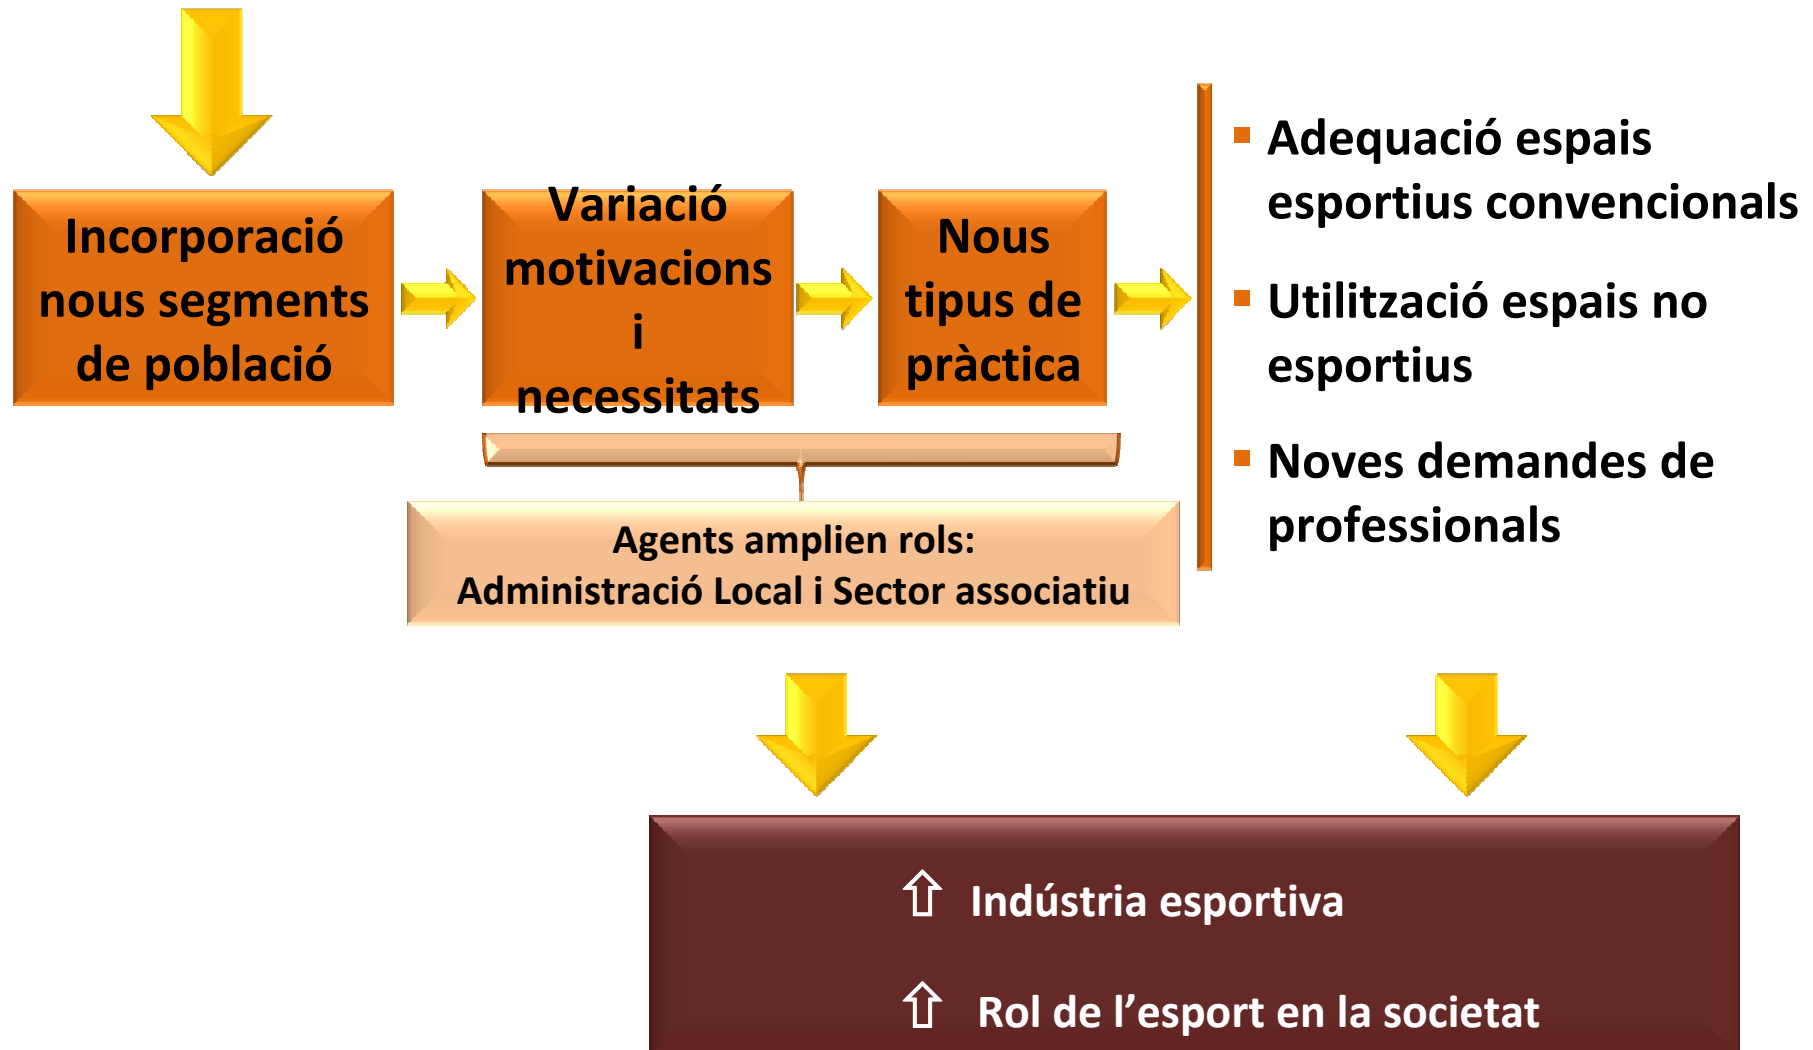 Incorporació
nous segments
de població
Variació
motivacions
i
necessitats
Nous
tipus de
pràctica
▪ Adequació espais
esportius convencionals
▪ Utilització espais no
esportius
▪ Noves demandes de
professionals
Agents amplien rols:
Administració Local i Sector associatiu
⇧ Indústria esportiva
⇧ Rol de l’esport en la societat